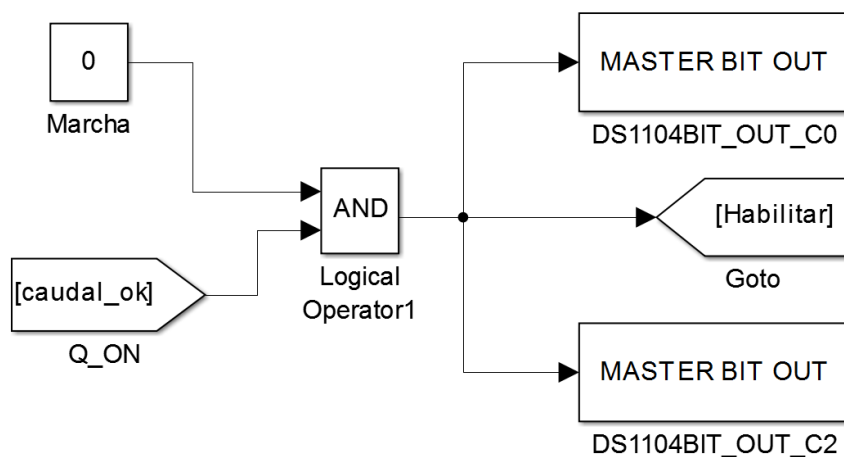 0
Marcha
[caudal_ok]
Q_ON
AND
Logical
Operator1
MASTER BIT OUT
DS1104BIT_OUT_C0
[Habilitar]
Goto
MASTER BIT OUT
DS1104BIT_OUT_C2